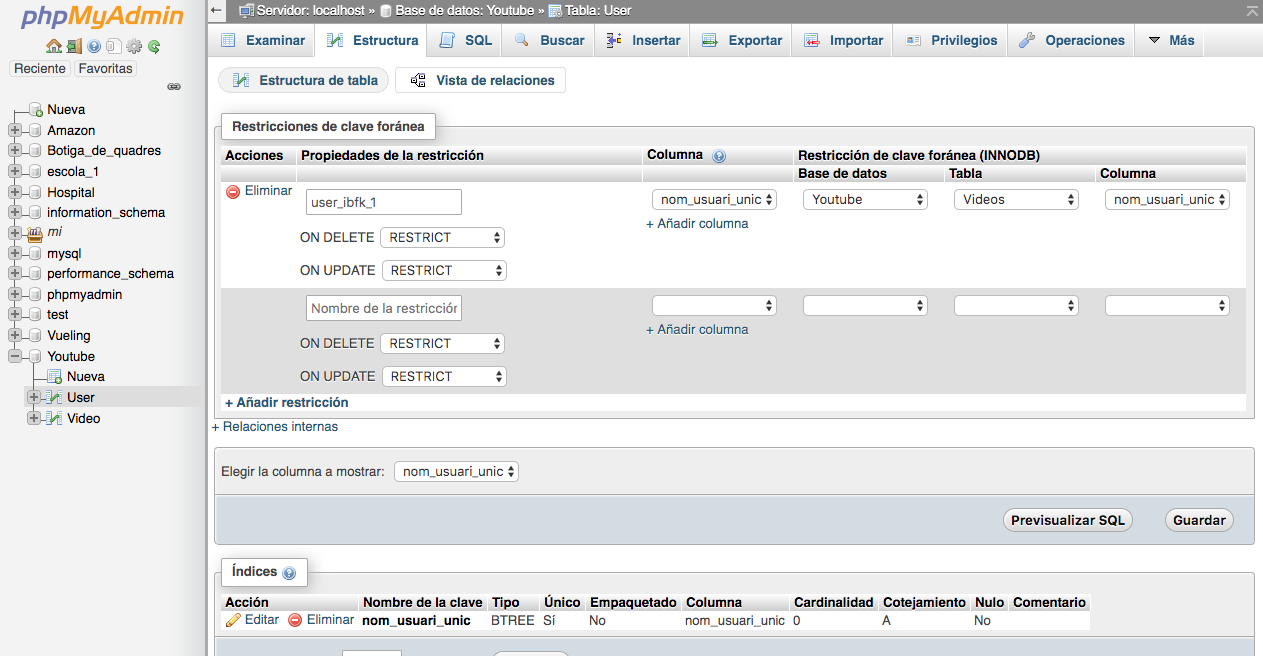 phpMyAdmin
Reciente Favoritas
Nueva
Amazon
Botiga_de_quadres
escola_1
Hospital
information_schema
mi
mysql
performance_schema
phpmyadmin
test
Vueling
Youtube
Nueva
User
Video
← Servidor: localhost » Base de datos: Youtube » Tabla: User
Examinar Estructura SQL Buscar Insertar Exportar Importar Privilegios Operaciones Más
Estructura de tabla Vista de relaciones
Restricciones de clave foránea
Acciones Propiedades de la restricción Columna Restricción de clave foránea (INNODB)
Base de datos Tabla Columna
Eliminar user_ibfk_1 nom_usuari_unic Youtube Videos nom_usuari_unic
+ Añadir columna
ON DELETE RESTRICT
ON UPDATE RESTRICT
Nombre de la restricción
+ Añadir columna
ON DELETE RESTRICT
ON UPDATE RESTRICT
+ Añadir restricción
+ Relaciones internas
Elegir la columna a mostrar: nom_usuari_unic
Previsualizar SQL Guardar
Índices
Acción Nombre de la clave Tipo Único Empaquetado Columna Cardinalidad Cotejamiento Nulo Comentario
Editar Eliminar nom_usuari_unic BTREE Sí No nom_usuari_unic 0 A No